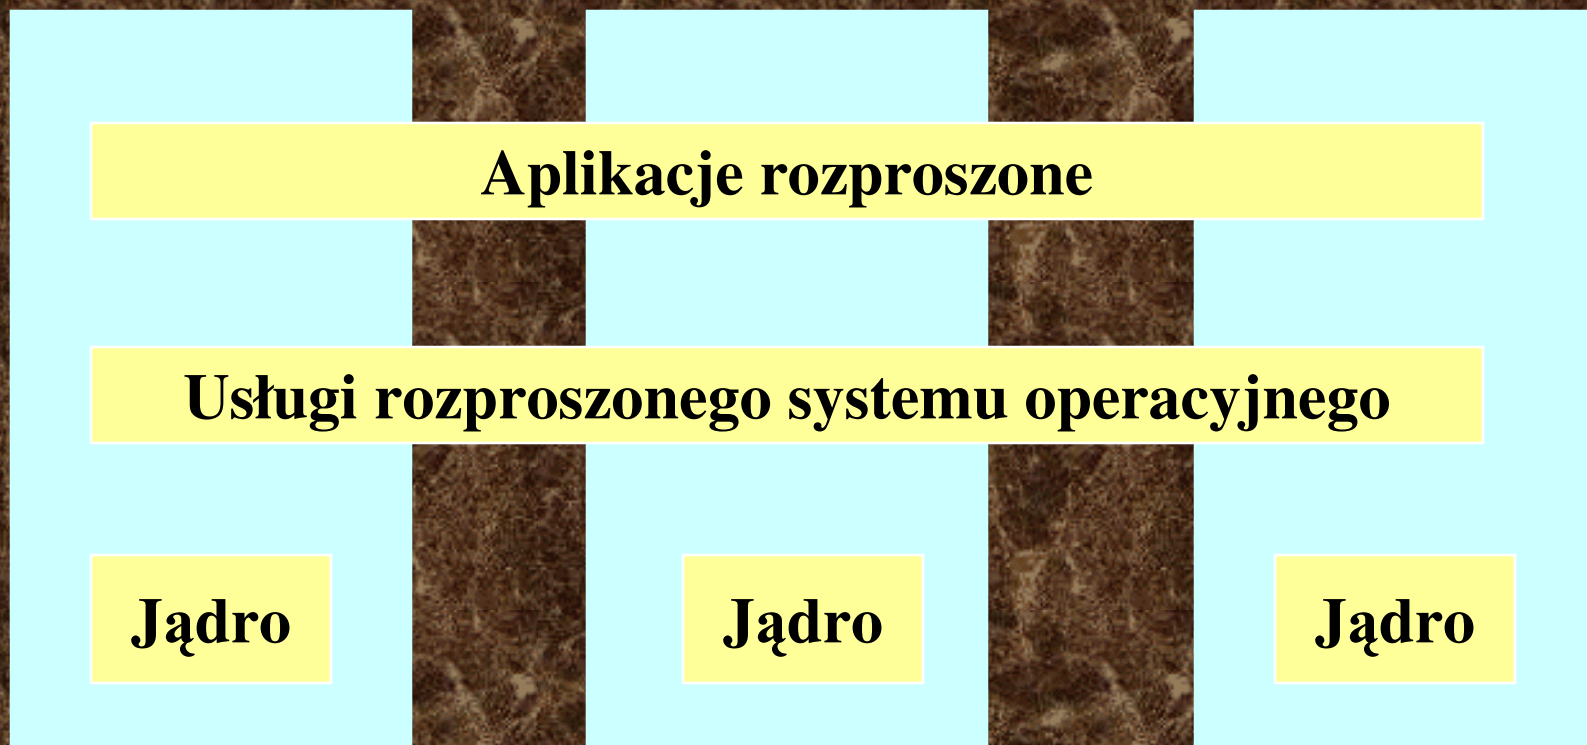 Aplikacje rozproszone
Usługi rozproszonego systemu operacyjnego
Jądro Jądro Jądro